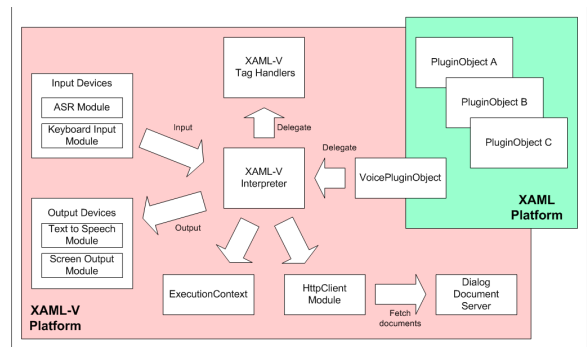 XAML-V
Tag Handlers
PluginObject A
PluginObject B
PluginObject C
Input Devices
ASR Module
Keyboard Input
Module
Input
Delegate
Delegate
XAML-V
Interpreter
VoicePluginObject
XAML
Platform
Output Devices
Text to Speech
Module
Screen Output
Module
Output
ExecutionContext
HttpClient
Module
Fetch
documents
Dialog
Document
Server
XAML-V
Platform